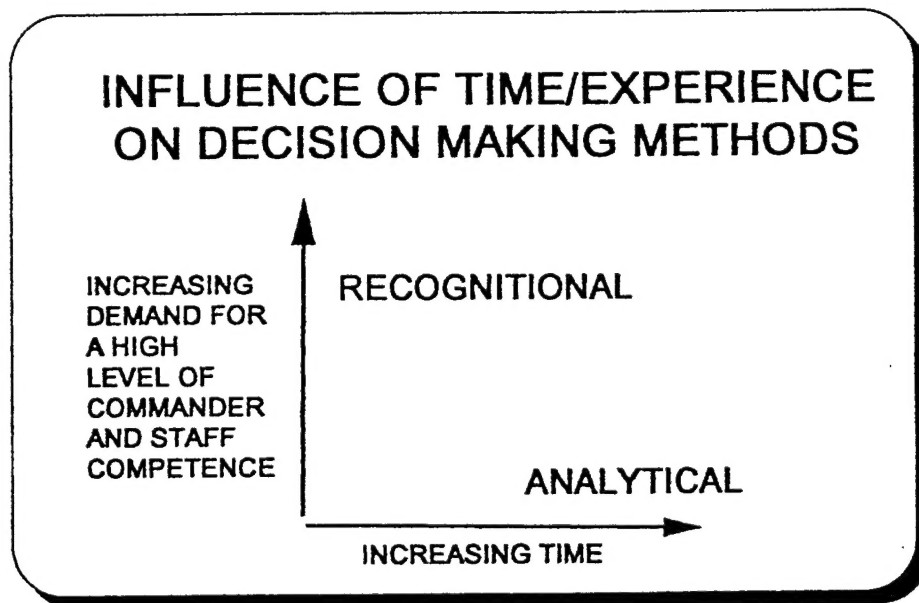 INFLUENCE OF TIME/EXPERIENCE
ON DECISION MAKING METHODS
INCREASING
DEMAND FOR
A HIGH
LEVEL OF
COMMANDER
AND STAFF
COMPETENCE
RECOGNITIONAL
ANALYTICAL
INCREASING TIME